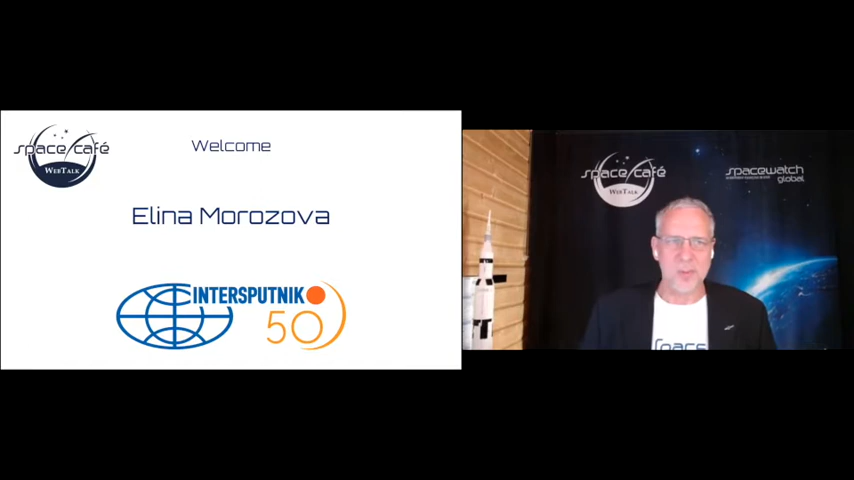 space café
WEBTALK
Welcome
Elina Morozova
INTERSPUTNIK
50
space café
WEBTALK
spacewatch
global
Space